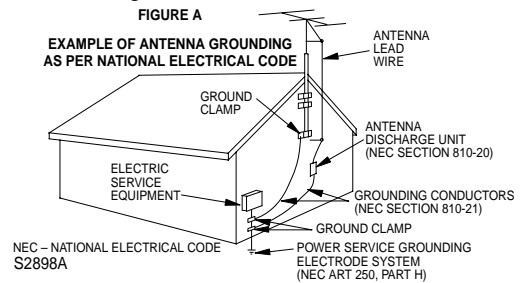 FIGURE A
EXAMPLE OF ANTENNA GROUNDING
AS PER NATIONAL ELECTRICAL CODE
ANTENNA
LEAD
WIRE
GROUND
CLAMP
ANTENNA
DISCHARGE UNIT
(NEC SECTION 810-20)
ELECTRIC
SERVICE
EQUIPMENT
GROUNDING CONDUCTORS
(NEC SECTION 810-21)
GROUND CLAMP
POWER SERVICE GROUNDING
ELECTRODE SYSTEM
(NEC ART 250, PART H)
NEC – NATIONAL ELECTRICAL CODE
S2898A